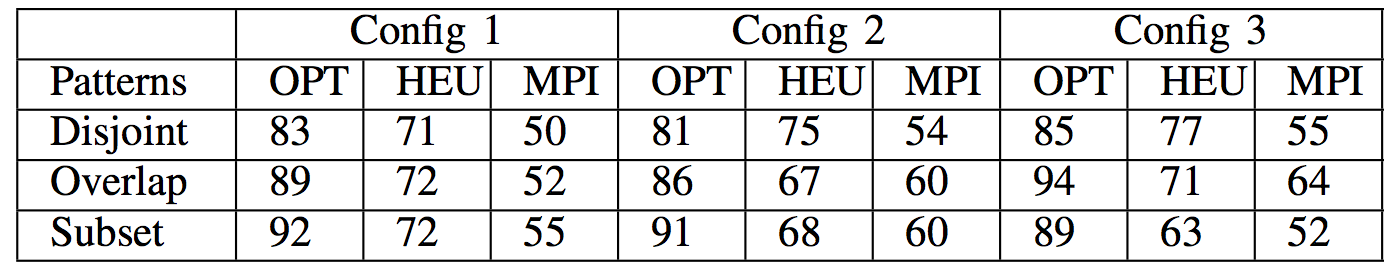 Config 1 Config 2 Config 3
Patterns OPT HEU MPI OPT HEU MPI OPT HEU MPI
Disjoint 83 71 50 81 75 54 85 77 55
Overlap 89 72 52 86 67 60 94 71 64
Subset 92 72 55 91 68 60 89 63 52